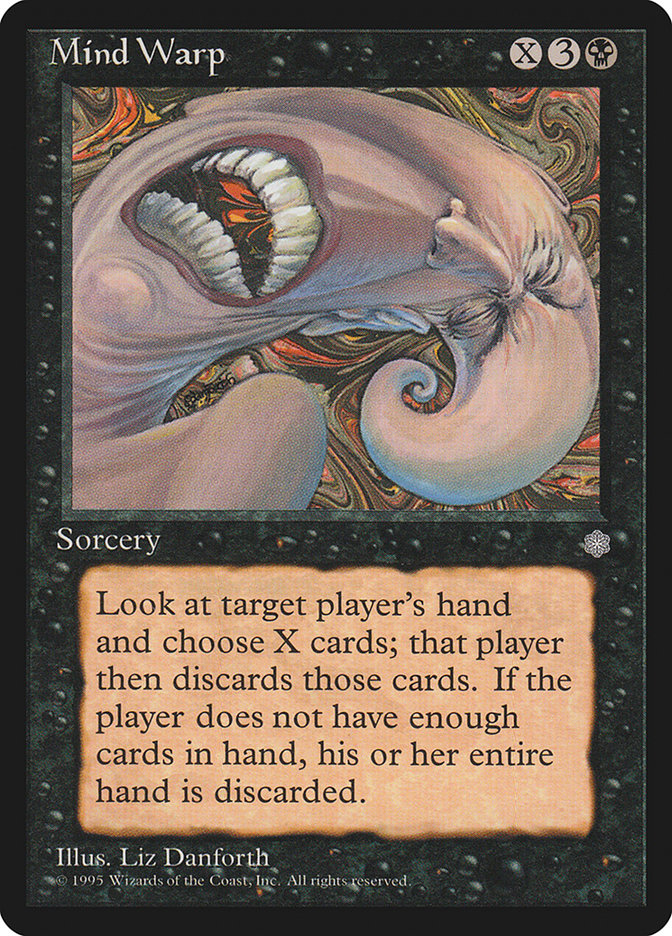 Mind Warp
X 3
Sorcery
Look at target player's hand
and choose X cards; that player
then discards those cards. If the
player does not have enough
cards in hand, his or her entire
hand is discarded.
Illus. Liz Danforth
© 1995 Wizards of the Coast, Inc. All rights reserved.